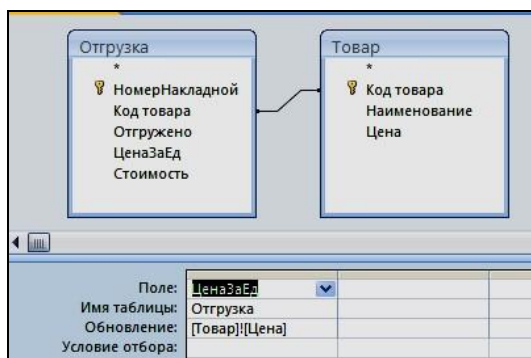 Отгрузка
*
НомерНакладной
Код товара
Отгружено
ЦенаЗаЕд
Стоимость
Товар
*
Код товара
Наименование
Цена
Поле: ЦенаЗаЕд
Имя таблицы: Отгрузка
Обновление: [Товар]![Цена]
Условие отбора: